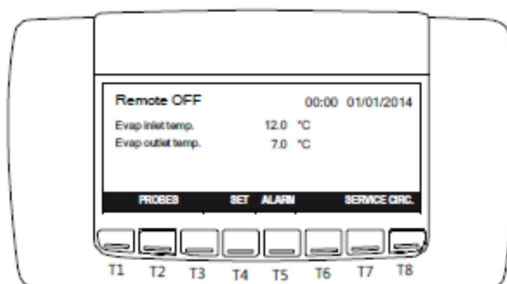 Remote OFF 00:00 01/01/2014
Evap inlet temp. 12.0 °C
Evap outlet temp. 7.0 °C
PROBES SET ALARM SERVICE CIRC.
T1 T2 T3 T4 T5 T6 T7 T8